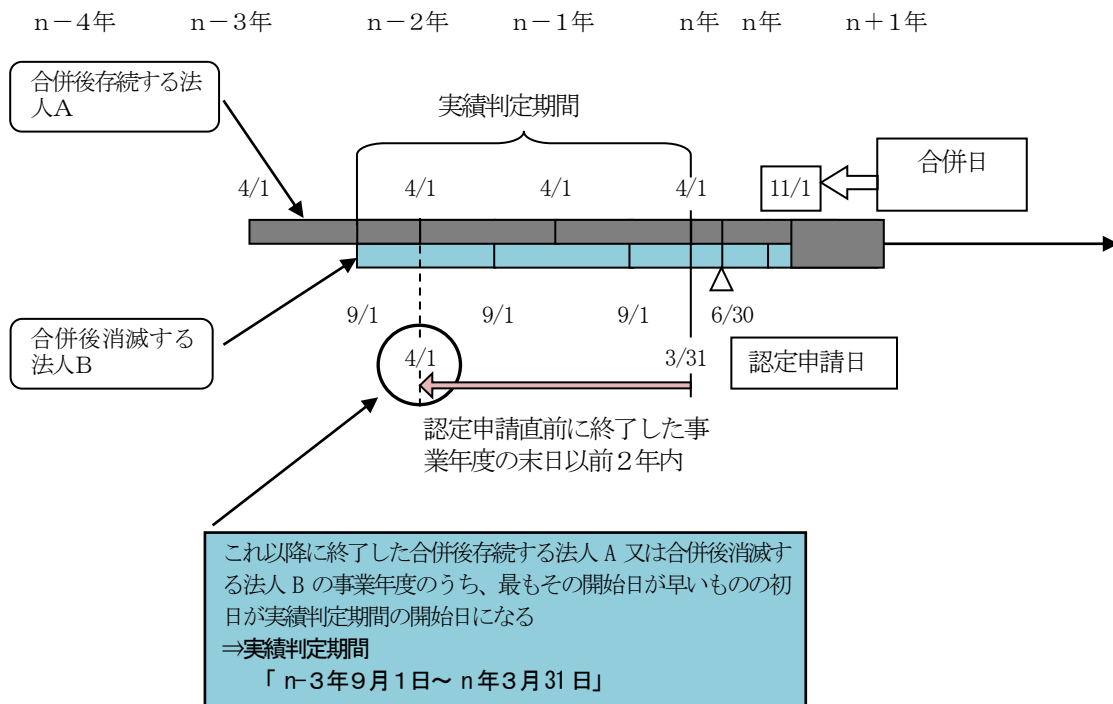 n－4年 n－3年 n－2年 n－1年 n年 n年 n＋1年
合併後存続する法
人A
実績判定期間
合併日
4/1 4/1 4/1 4/1 11/1
9/1 9/1 9/1 6/30
合併後消滅する
法人B
4/1 3/31 認定申請日
認定申請直前に終了した事
業年度の末日以前２年内
これ以降に終了した合併後存続する法人 A 又は合併後消滅す
る法人 B の事業年度のうち、最もその開始日が早いものの初
日が実績判定期間の開始日になる
⇒実績判定期間
「 n-３年９月１日～ n 年３月31 日」